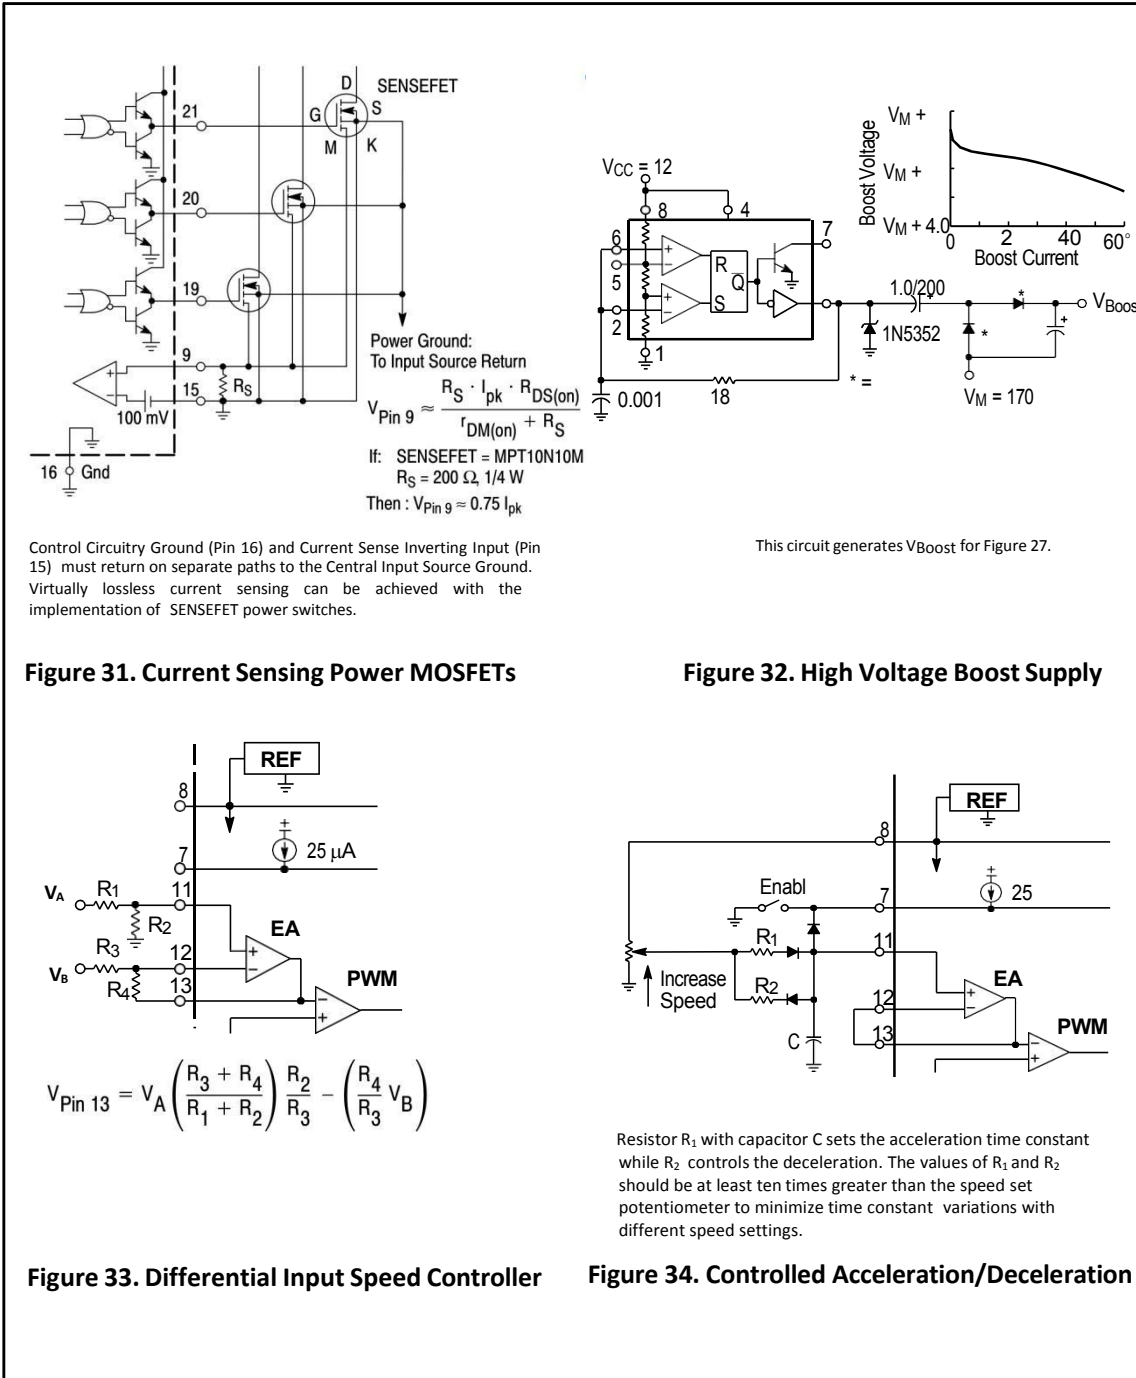 D SENSEFET
21
G S
M K
20
19
9
RS
15
100 mV
16 Gnd
Power Ground:
To Input Source Return
VPin 9 ≈ RS · Ipk · RDS(on) / rDM(on) + RS
If: SENSEFET = MPT10N10M
RS = 200 Ω, 1/4 W
Then : VPin 9 ≈ 0.75 Ipk
Control Circuitry Ground (Pin 16) and Current Sense Inverting Input (Pin
15) must return on separate paths to the Central Input Source Ground.
Virtually lossless current sensing can be achieved with the
implementation of SENSEFET power switches.
Figure 31. Current Sensing Power MOSFETs
Boost Voltage
VM +
VM +
VM + 4.0
0 2 40 60°
Boost Current
VCC = 12
8 4
6 7
+
−
5
R
Q
S
+
−
2
1
1.0/200
+
*
VBoos
1N5352
*
+
* =
VM = 170
0.001
18
This circuit generates VBoost for Figure 27.
Figure 32. High Voltage Boost Supply
REF
8
25 µA
7
VA R1 11
R2
EA
R3 12
VB
R4 13
PWM
VPin 13 = VA (R3 + R4 / R1 + R2) R2 / R3 − (R4 / R3 VB)
Figure 33. Differential Input Speed Controller
REF
8
Enabl
7
25
R1 11
Increase
Speed
R2
EA
12
C
13
PWM
Resistor R1 with capacitor C sets the acceleration time constant
while R2 controls the deceleration. The values of R1 and R2
should be at least ten times greater than the speed set
potentiometer to minimize time constant variations with
different speed settings.
Figure 34. Controlled Acceleration/Deceleration